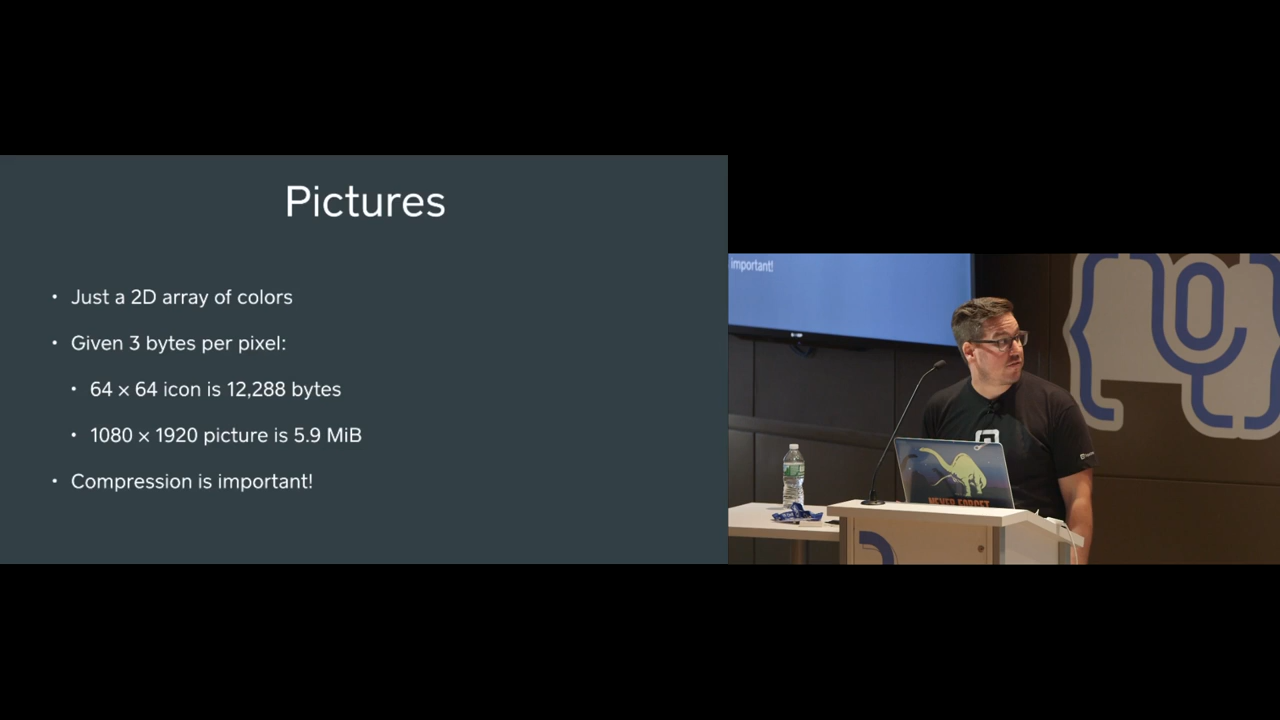 Pictures
• Just a 2D array of colors
• Given 3 bytes per pixel:
• 64 × 64 icon is 12,288 bytes
• 1080 × 1920 picture is 5.9 MiB
• Compression is important!
important!
NEVER FORGET